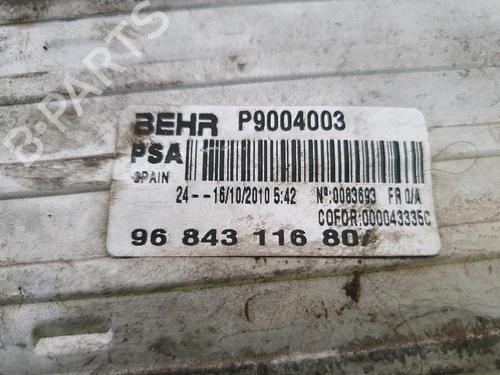 B-PARTS
BEHR P9004003
PSA
SPAIN
24--16/10/2010 5:42 Nº:0083693 FR 0/A
COFOR:000043335C
96 843 116 80